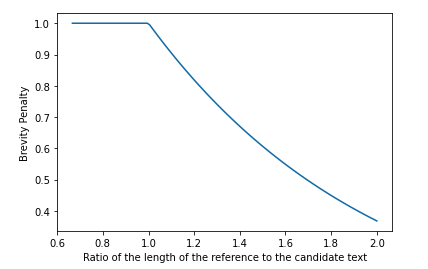 1.0
0.9
0.8
0.7
0.6
0.5
0.4
Brevity Penalty
0.6 0.8 1.0 1.2 1.4 1.6 1.8 2.0
Ratio of the length of the reference to the candidate text